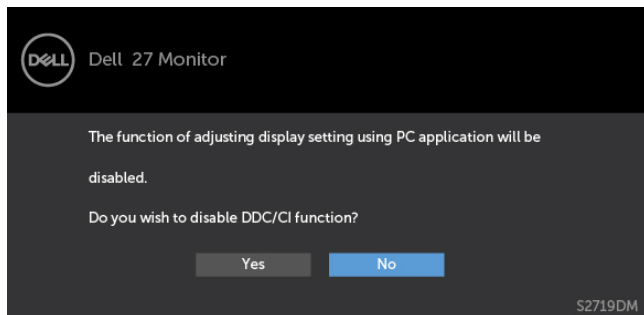 DELL
Dell 27 Monitor
The function of adjusting display setting using PC application will be
disabled.
Do you wish to disable DDC/CI function?
Yes No
S2719DM